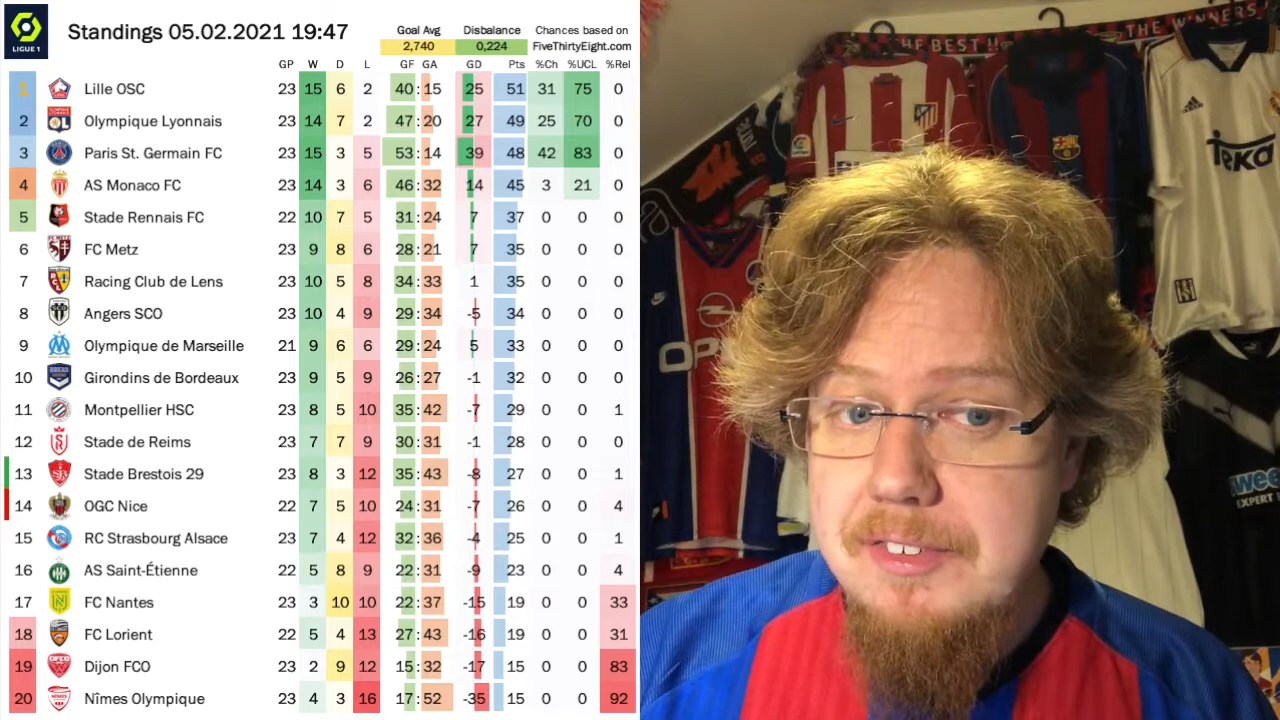 LIGUE 1
Standings 05.02.2021 19:47
Goal Avg Disbalance Chances based on
2,740 0,224 FiveThirtyEight.com
GP W D L GF GA GD Pts %Ch %UCL %Rel
1 Lille OSC 23 15 6 2 40:15 25 51 31 75 0
2 Olympique Lyonnais 23 14 7 2 47:20 27 49 25 70 0
3 Paris St. Germain FC 23 15 3 5 53:14 39 48 42 83 0
4 AS Monaco FC 23 14 3 6 46:32 14 45 3 21 0
5 Stade Rennais FC 22 10 7 5 31:24 7 37 0 0 0
6 FC Metz 23 9 8 6 28:21 7 35 0 0 0
7 Racing Club de Lens 23 10 5 8 34:33 1 35 0 0 0
8 Angers SCO 23 10 4 9 29:34 -5 34 0 0 0
9 Olympique de Marseille 21 9 6 6 29:24 5 33 0 0 0
10 Girondins de Bordeaux 23 9 5 9 26:27 -1 32 0 0 0
11 Montpellier HSC 23 8 5 10 35:42 -7 29 0 0 1
12 Stade de Reims 23 7 7 9 30:31 -1 28 0 0 0
13 Stade Brestois 29 23 8 3 12 35:43 -8 27 0 0 1
14 OGC Nice 22 7 5 10 24:31 -7 26 0 0 4
15 RC Strasbourg Alsace 23 7 4 12 32:36 -4 25 0 0 1
16 AS Saint-Étienne 22 5 8 9 22:31 -9 23 0 0 4
17 FC Nantes 23 3 10 10 22:37 -15 19 0 0 33
18 FC Lorient 22 5 4 13 27:43 -16 19 0 0 31
19 Dijon FCO 23 2 9 12 15:32 -17 15 0 0 83
20 Nîmes Olympique 23 4 3 16 17:52 -35 15 0 0 92
THE BEST !!
THE WINNERS !
Teka
OPEL
EXPERT